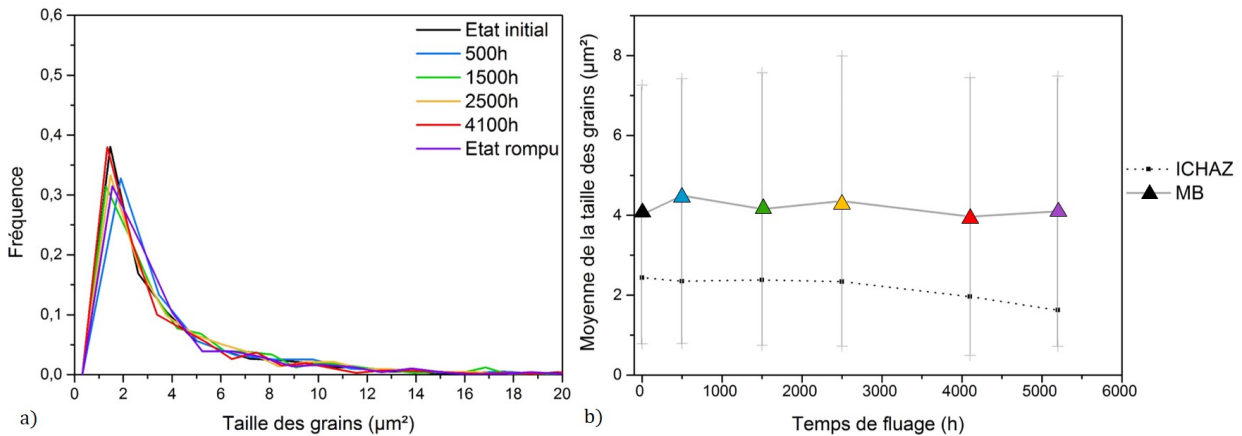 0,6
0,5
0,4
0,3
0,2
0,1
0,0
Fréquence
Etat initial
500h
1500h
2500h
4100h
Etat rompu
0 2 4 6 8 10 12 14 16 18 20
Taille des grains (µm²)
a)
8
6
4
2
0
Moyenne de la taille des grains (µm²)
0 1000 2000 3000 4000 5000 6000
Temps de fluage (h)
b)
ICHAZ
MB